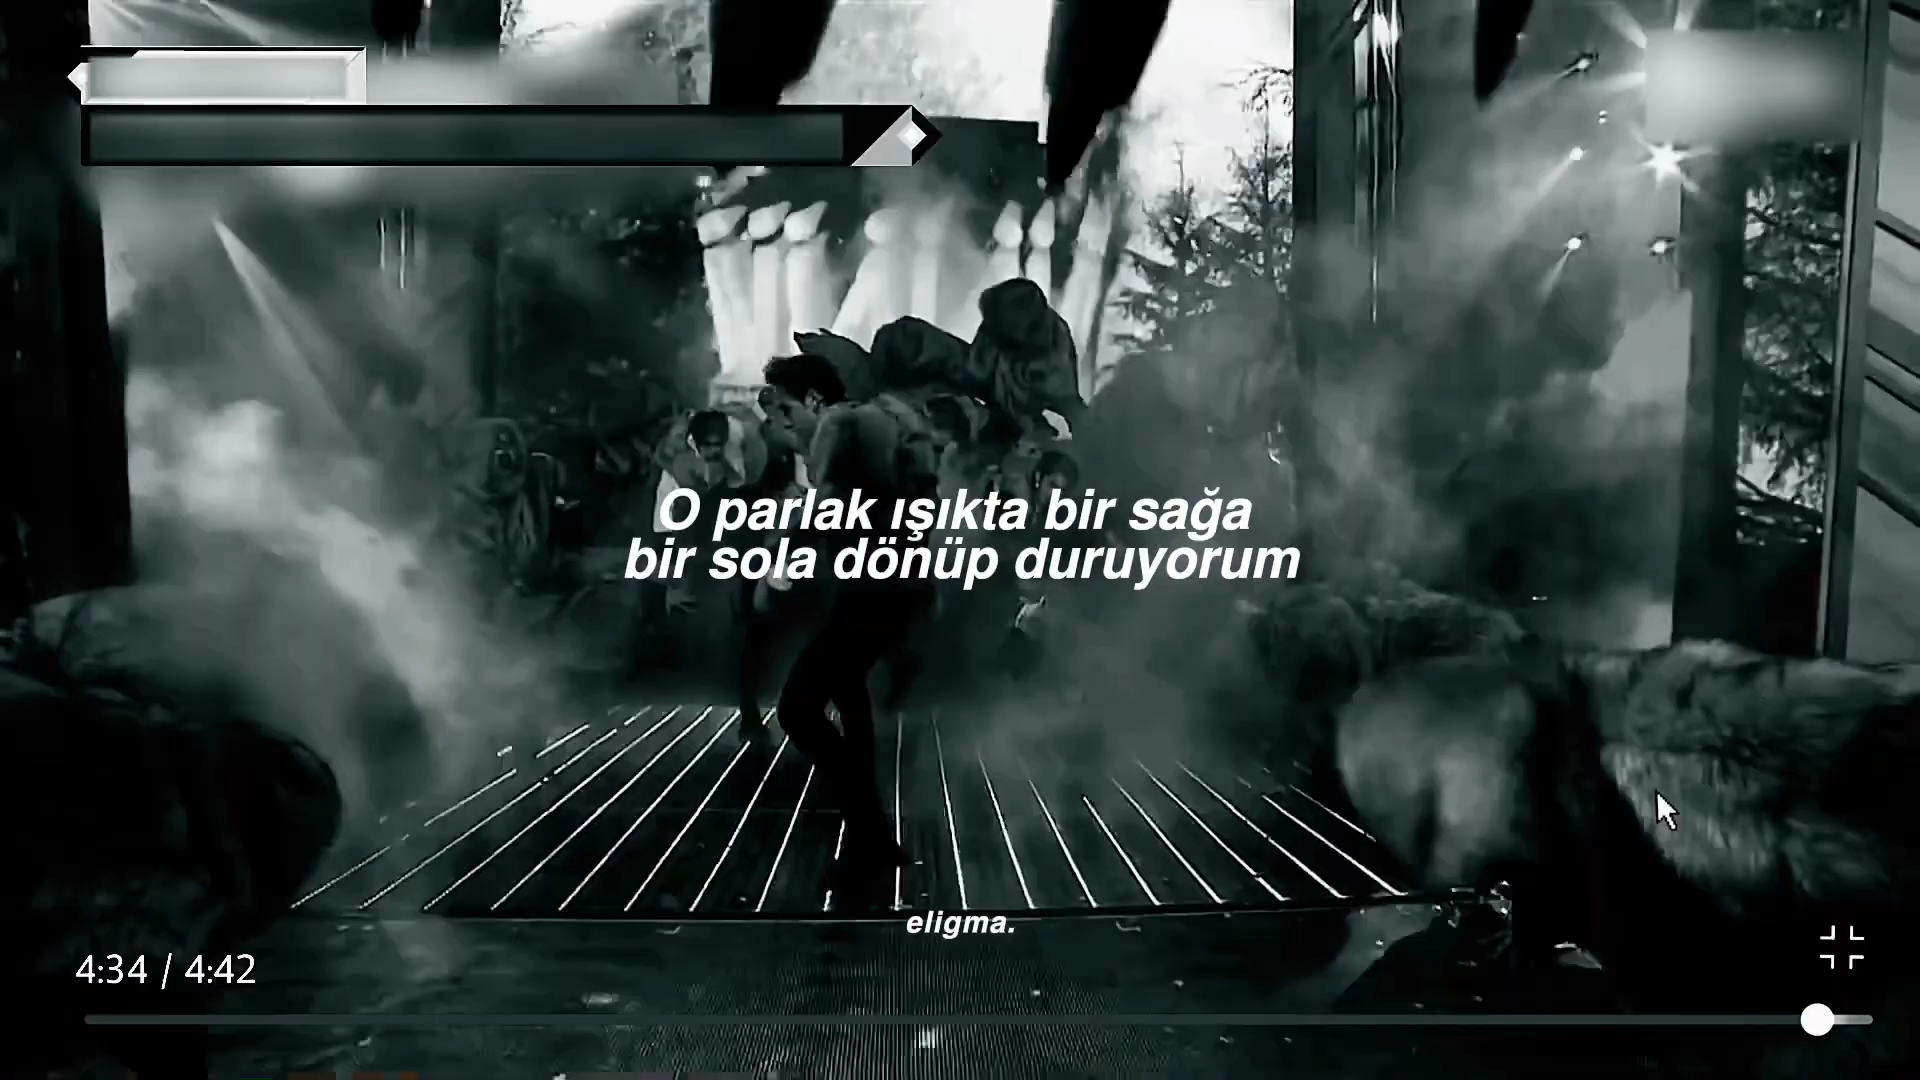 O parlak ışıkta bir sağa
bir sola dönüp duruyorum
eligma.
4:34 / 4:42